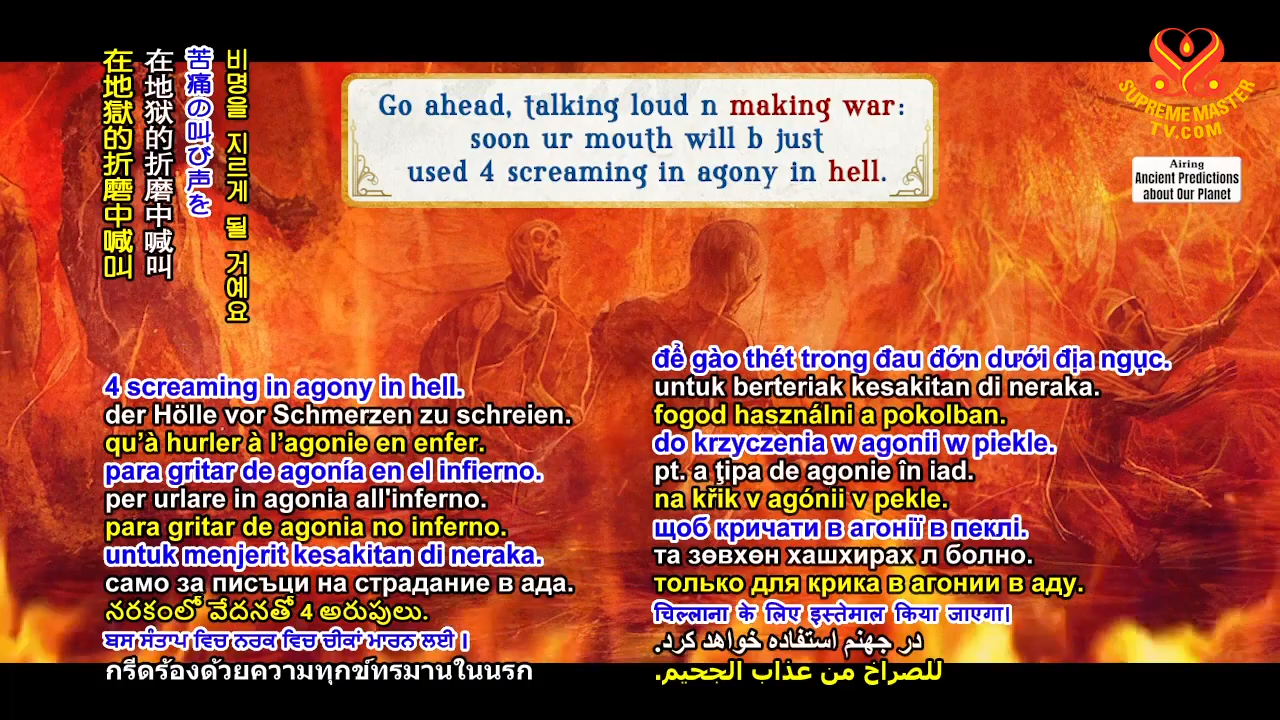 Go ahead, talking loud n making war:
soon ur mouth will b just
used 4 screaming in agony in hell.
SUPREME MASTER
TV.COM
Airing
Ancient Predictions
about Our Planet
비명을 지르게 될 거예요
苦痛の叫び声を
在地狱的折磨中喊叫
在地獄的折磨中喊叫
4 screaming in agony in hell.
der Hölle vor Schmerzen zu schreien.
qu’à hurler à l’agonie en enfer.
para gritar de agonía en el infierno.
per urlare in agonia all'inferno.
para gritar de agonia no inferno.
untuk menjerit kesakitan di neraka.
само за писъци на страдание в ада.
నరకంలో వేదనతో 4 అరుపులు.
ਬਸ ਸੰਤਾਪ ਵਿਚ ਨਰਕ ਵਿਚ ਚੀਕਾਂ ਮਾਰਨ ਲਈ।
กรีดร้องด้วยความทุกข์ทรมานในนรก
để gào thét trong đau đớn dưới địa ngục.
untuk berteriak kesakitan di neraka.
fogod használni a pokolban.
do krzyczenia w agonii w piekle.
pt. a ţipa de agonie în iad.
na křik v agónii v pekle.
щоб кричати в агонії в пеклі.
та зөвхөн хашхирах л болно.
только для крика в агонии в аду.
चिल्लाना के लिए इस्तेमाल किया जाएगा।
در جهنم استفاده خواهد کرد.
للصراخ من عذاب الجحيم.